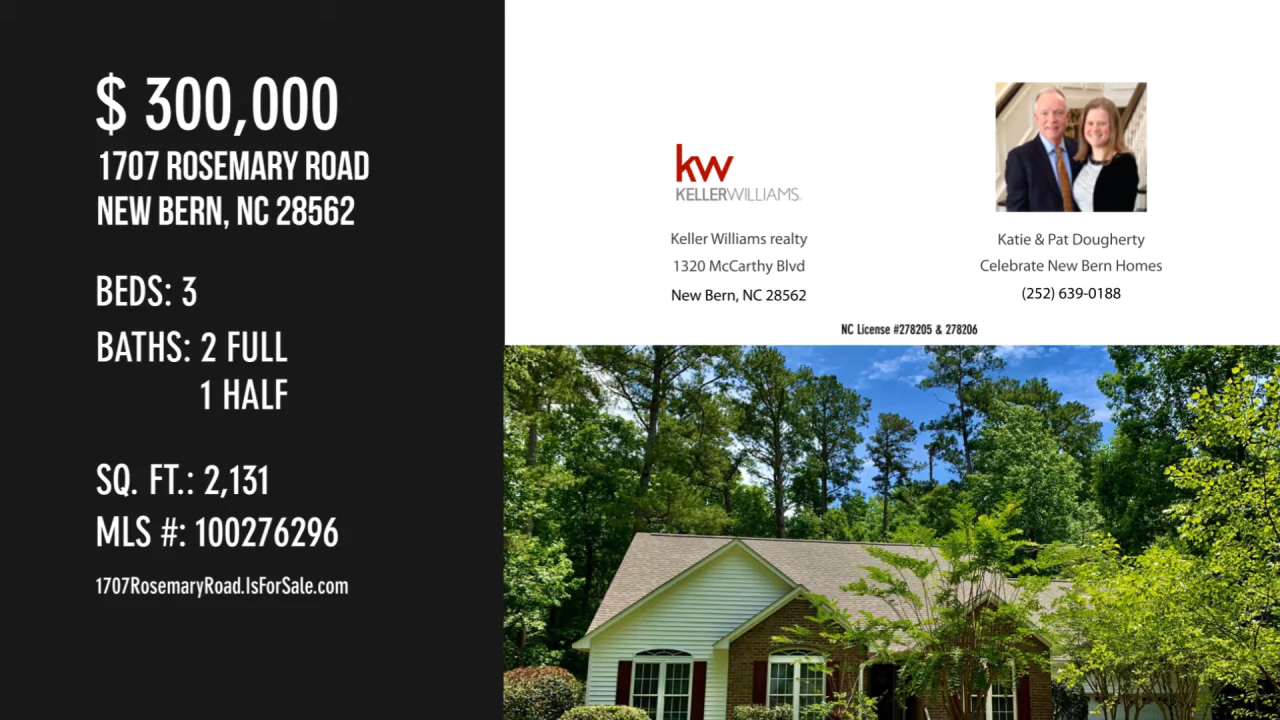 $ 300,000
1707 ROSEMARY ROAD
NEW BERN, NC 28562
BEDS: 3
BATHS: 2 FULL
1 HALF
SQ. FT.: 2,131
MLS #: 100276296
1707RosemaryRoad.IsForSale.com
kw
KELLERWILLIAMS.
Keller Williams realty
1320 McCarthy Blvd
New Bern, NC 28562
Katie & Pat Dougherty
Celebrate New Bern Homes
(252) 639-0188
NC License #278205 & 278206